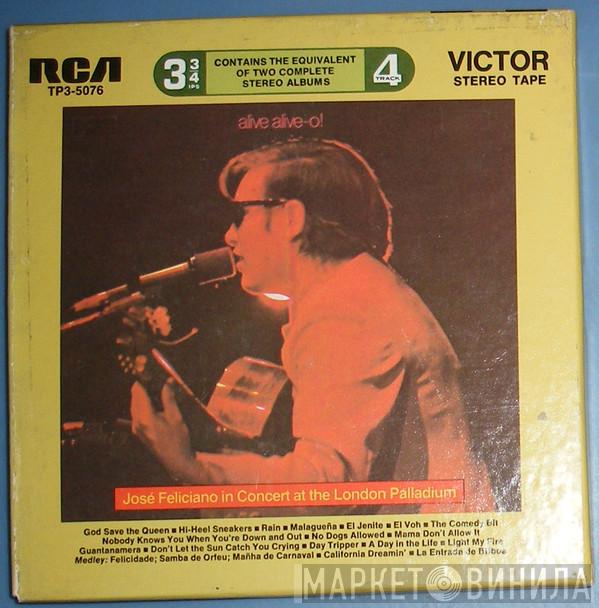 RCA
TP3-5076
3 3/4 IPS
CONTAINS THE EQUIVALENT
OF TWO COMPLETE
STEREO ALBUMS
4
TRACK
VICTOR
STEREO TAPE
alive alive-o!
José Feliciano in Concert at the London Palladium
God Save the Queen ■ Hi-Heel Sneakers ■ Rain ■ Malagueña ■ El Jenite ■ El Voh ■ The Comedy Bit
Nobody Knows You When You're Down and Out ■ No Dogs Allowed ■ Mama Don't Allow It
Guantanamera ■ Don't Let the Sun Catch You Crying ■ Day Tripper ■ A Day in the Life ■ Light My Fire
Medley: Felicidade; Samba de Orfeu; Mañha de Carnaval ■ California Dreamin' ■ La Entrada de Bilboa
МАРКЕТ ВИНИЛА